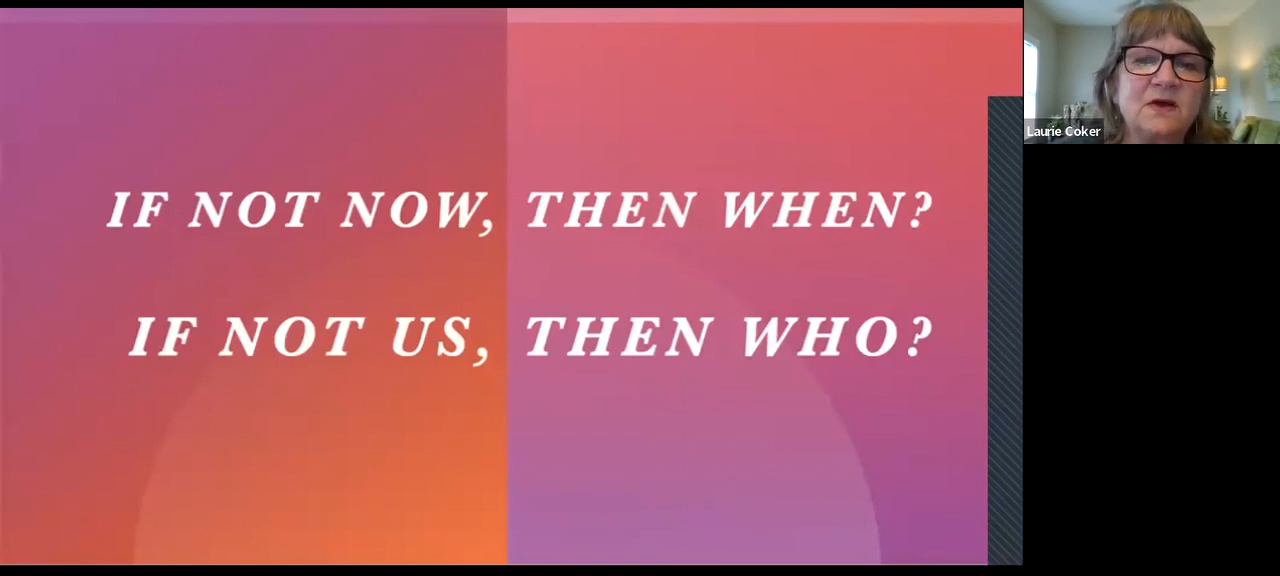 IF NOT NOW, THEN WHEN?
IF NOT US, THEN WHO?
Laurie Coker